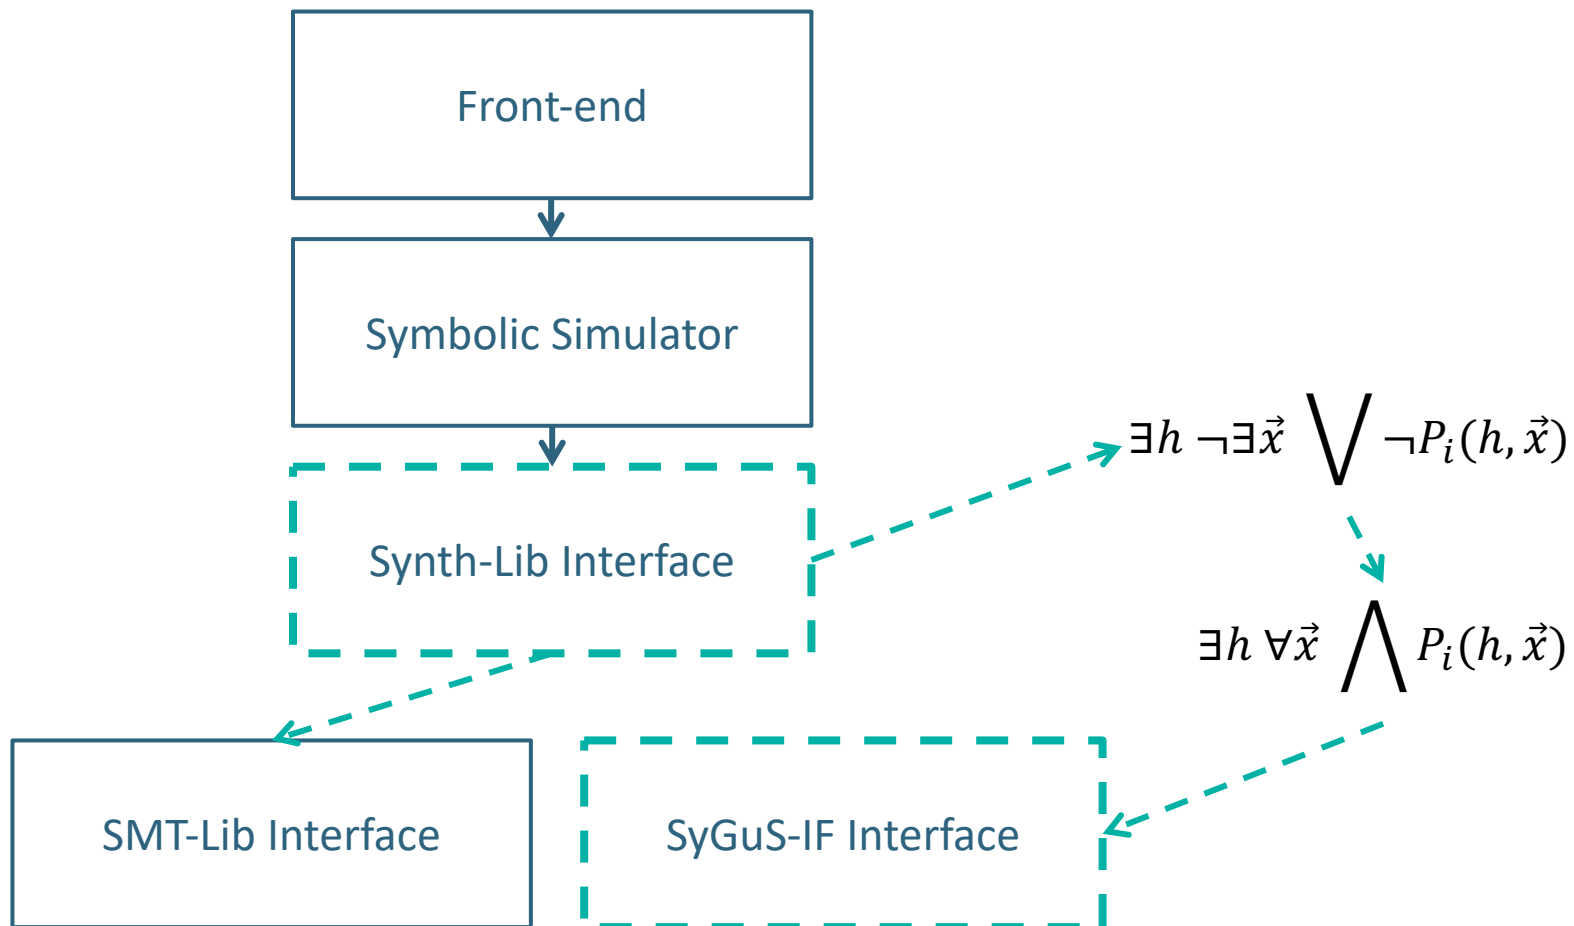 Front-end
Symbolic Simulator
∃ℎ ¬∃𝑥⃗ ⋁ ¬𝑃ᵢ(ℎ, 𝑥⃗)
Synth-Lib Interface
∃ℎ ∀𝑥⃗ ⋀ 𝑃ᵢ(ℎ, 𝑥⃗)
SMT-Lib Interface
SyGuS-IF Interface